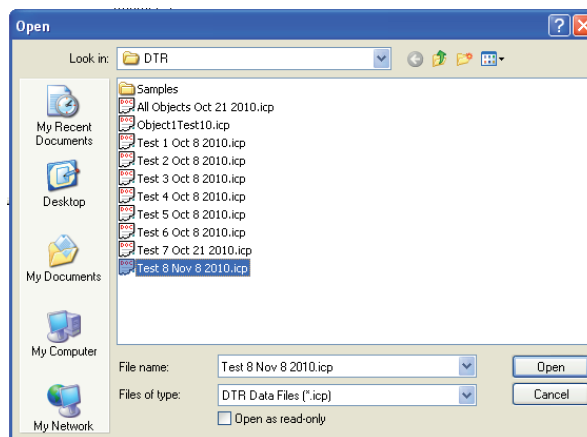 Open
Look in:
DTR
My Recent
Documents
Desktop
My Documents
My Computer
My Network
Samples
All Objects Oct 21 2010.icp
Object1Test10.icp
Test 1 Oct 8 2010.icp
Test 2 Oct 8 2010.icp
Test 3 Oct 8 2010.icp
Test 4 Oct 8 2010.icp
Test 5 Oct 8 2010.icp
Test 6 Oct 8 2010.icp
Test 7 Oct 21 2010.icp
Test 8 Nov 8 2010.icp
File name:
Test 8 Nov 8 2010.icp
Open
Files of type:
DTR Data Files (*.icp)
Cancel
Open as read-only